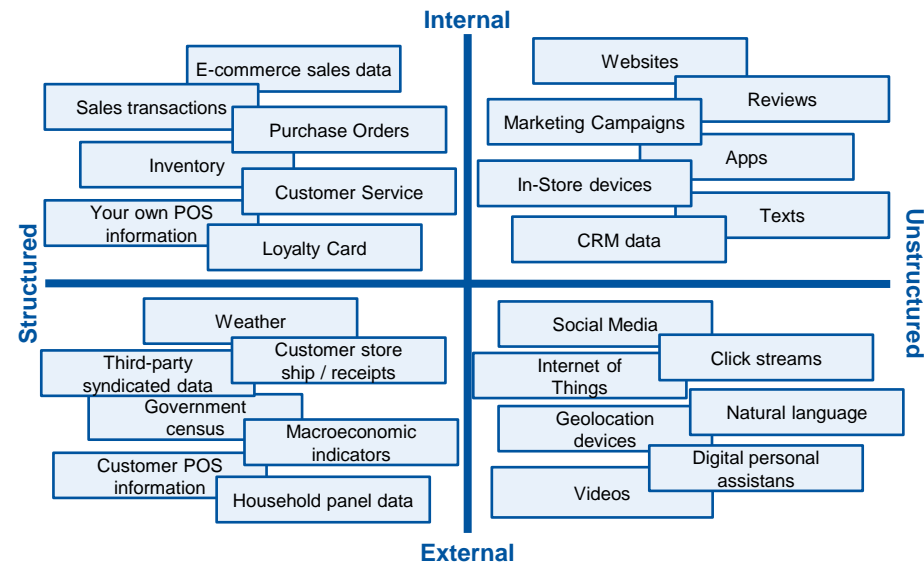 Internal
E-commerce sales data
Sales transactions
Purchase Orders
Inventory
Customer Service
Your own POS
information
Loyalty Card
Websites
Reviews
Marketing Campaigns
Apps
In-Store devices
Texts
CRM data
Structured
Unstructured
Weather
Customer store
ship / receipts
Third-party
syndicated data
Government
census
Macroeconomic
indicators
Customer POS
information
Household panel data
Social Media
Click streams
Internet of
Things
Natural language
Geolocation
devices
Digital personal
assistans
Videos
External